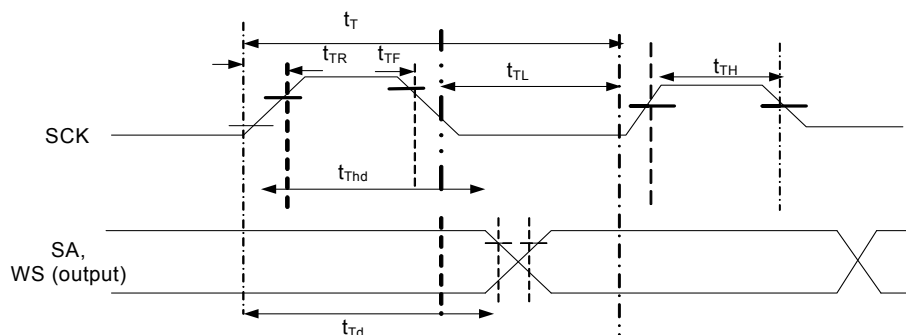 tT
tTR
tTF
tTL
tTH
SCK
tThd
SA,
WS (output)
tTd